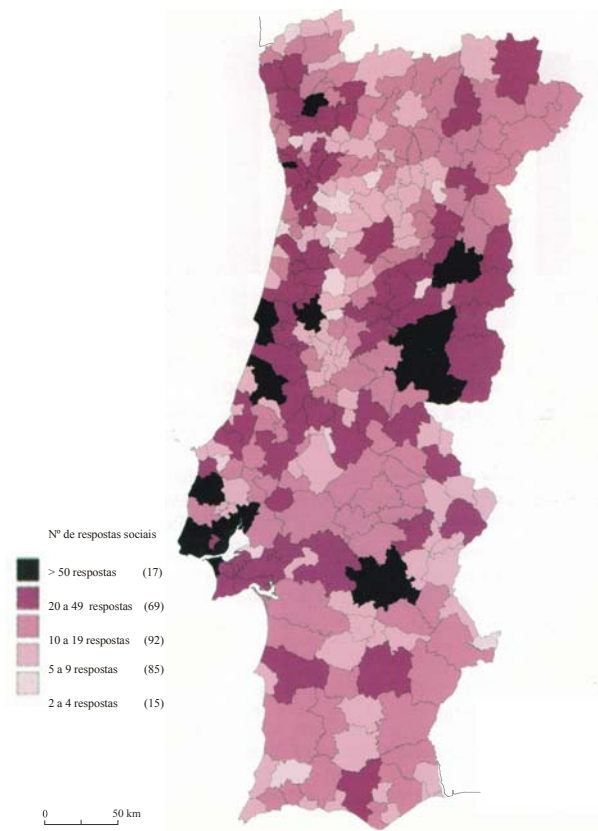 Nº de respostas sociais
> 50 respostas (17)
20 a 49 respostas (69)
10 a 19 respostas (92)
5 a 9 respostas (85)
2 a 4 respostas (15)
0 50 km